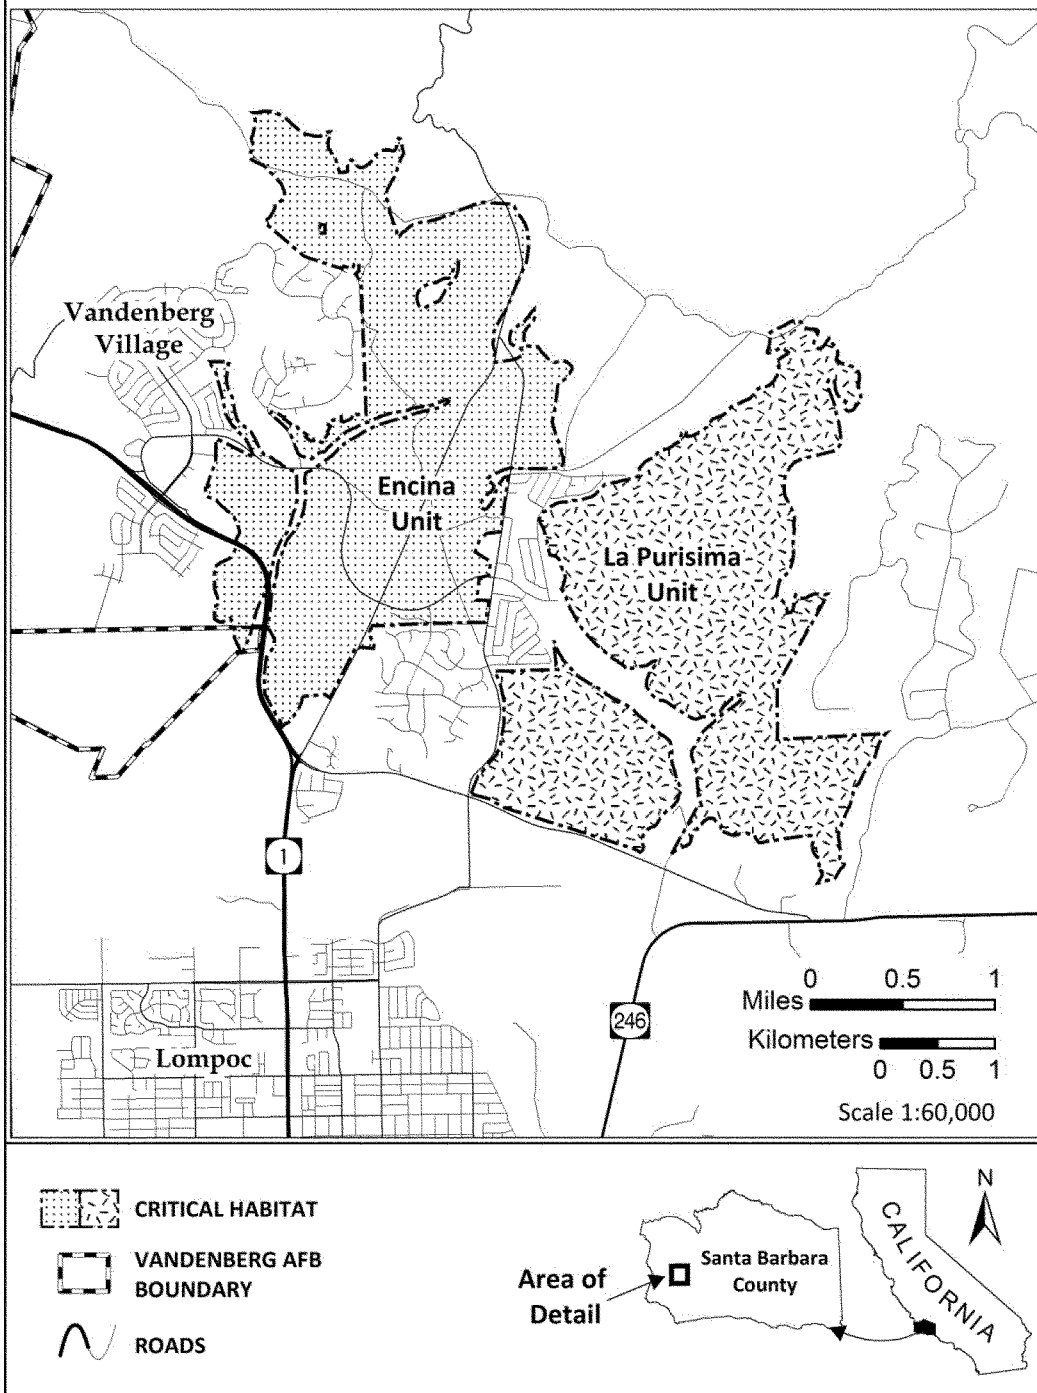 Vandenberg
Village
Encina
Unit
La Purisima
Unit
1
246
Lompoc
0 0.5 1
Miles
Kilometers
0 0.5 1
Scale 1:60,000
CRITICAL HABITAT
VANDENBERG AFB
BOUNDARY
ROADS
Area of
Detail
Santa Barbara
County
CALIFORNIA
N